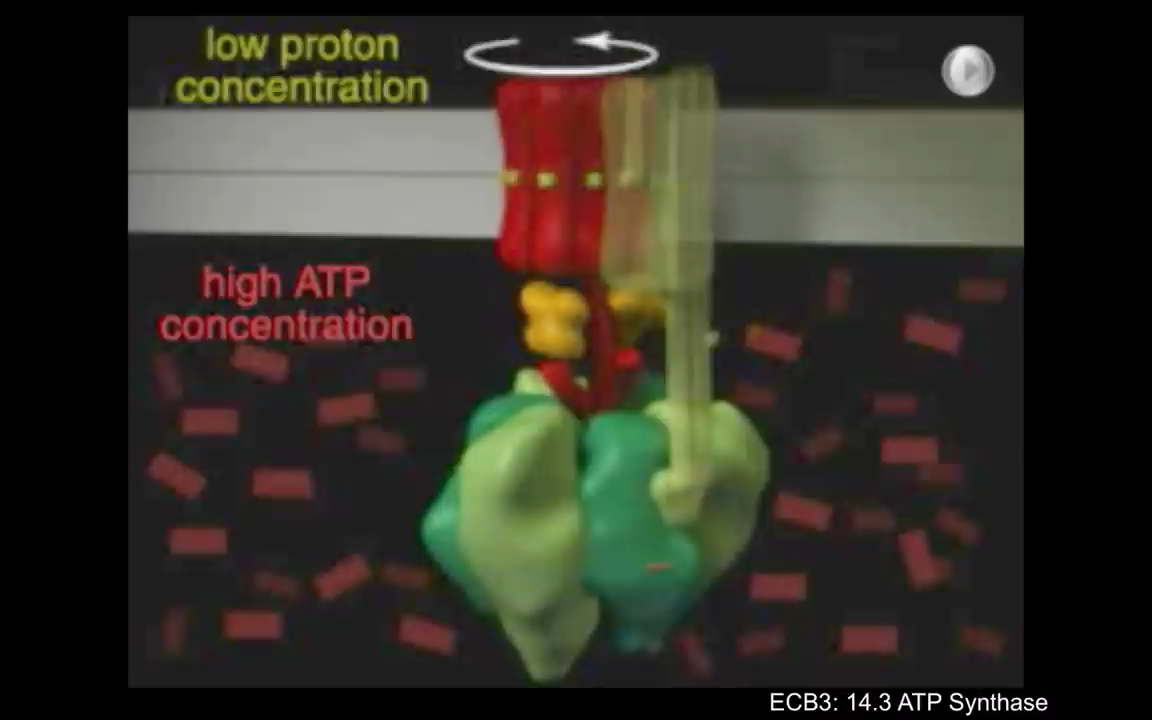 low proton
concentration
high ATP
concentration
ECB3: 14.3 ATP Synthase